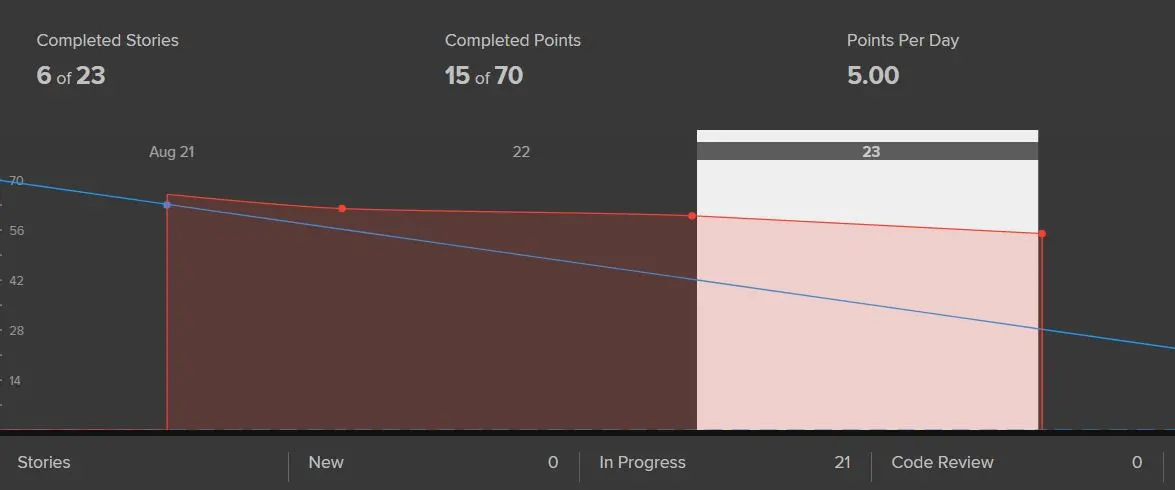 Completed Stories
6 of 23
Completed Points
15 of 70
Points Per Day
5.00
Aug 21
22
23
70
56
42
28
14
Stories
New 0
In Progress 21
Code Review 0